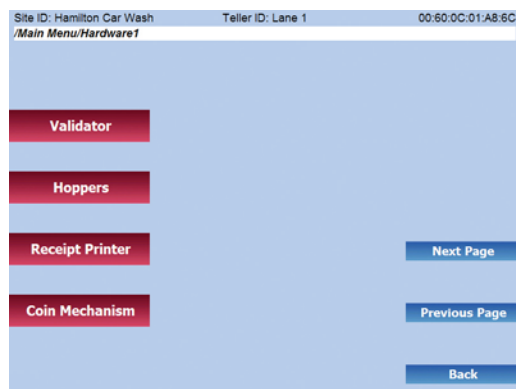 Site ID: Hamilton Car Wash Teller ID: Lane 1 00:60:0C:01:A8:6C
/Main Menu/Hardware1
Validator
Hoppers
Receipt Printer Next Page
Coin Mechanism Previous Page
Back